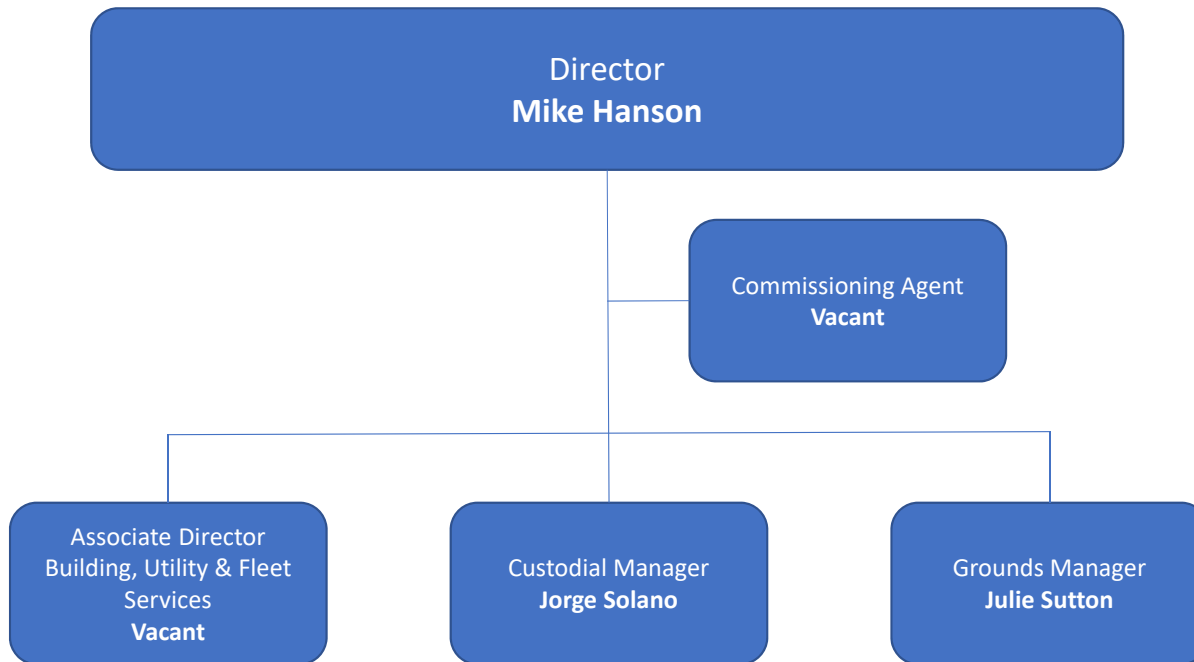 Director
Mike Hanson
Commissioning Agent
Vacant
Associate Director
Building, Utility & Fleet
Services
Vacant
Custodial Manager
Jorge Solano
Grounds Manager
Julie Sutton